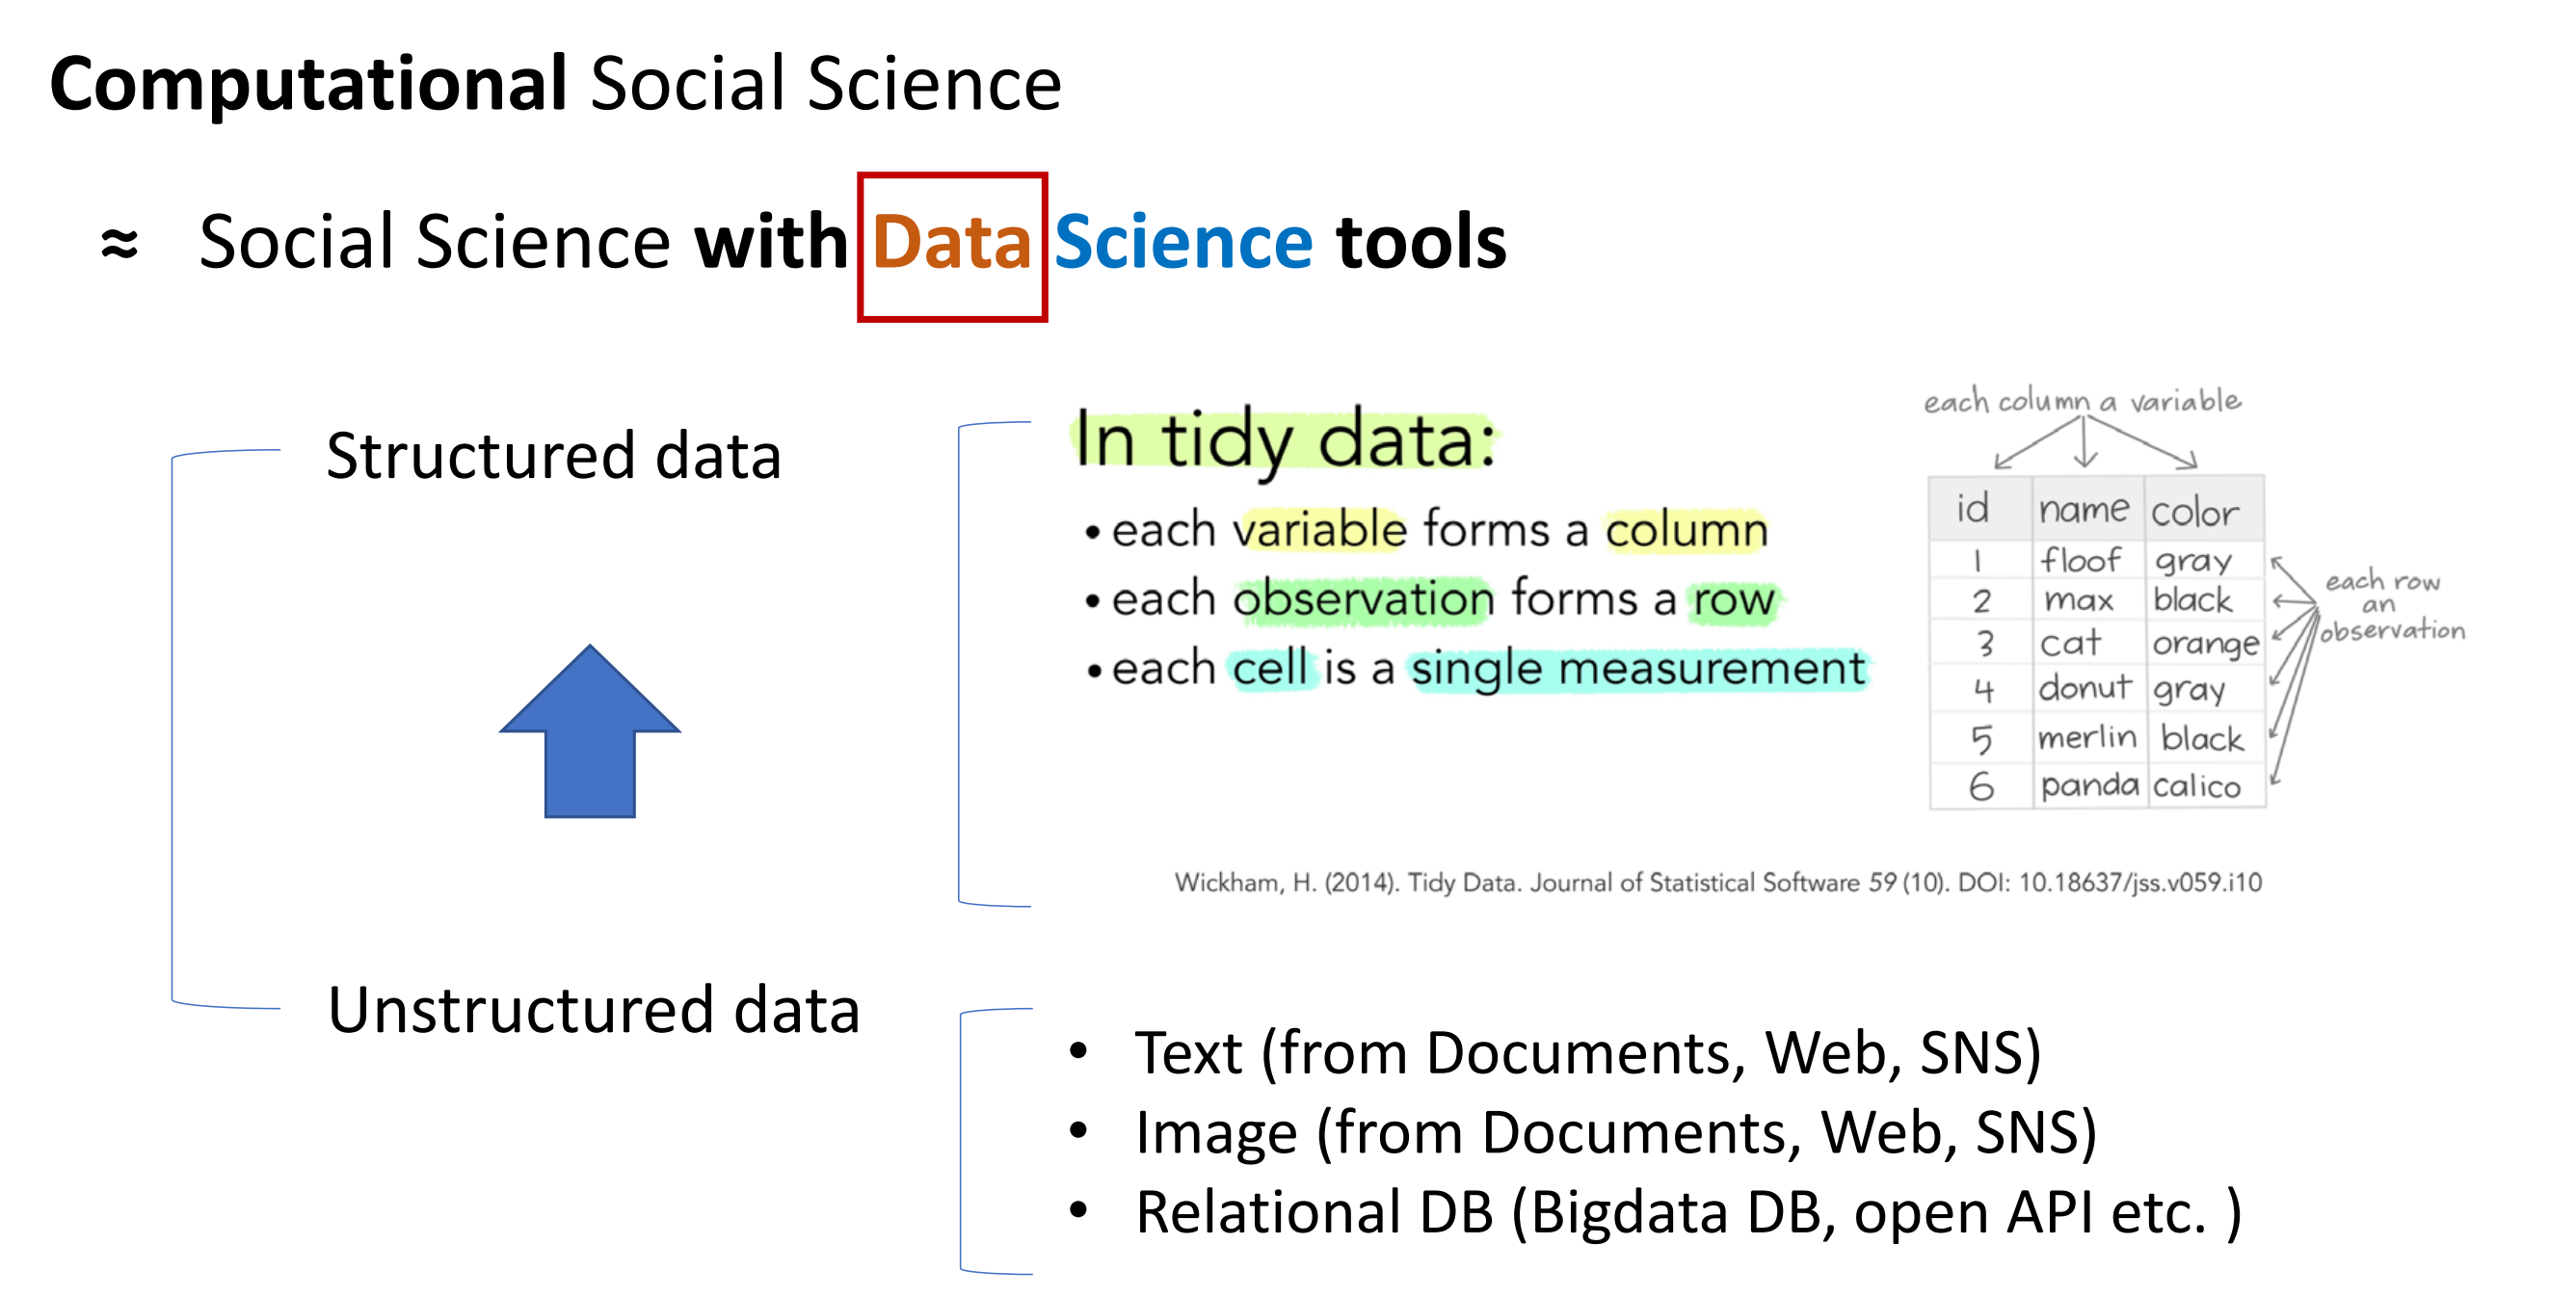 Computational Social Science
≈ Social Science with Data Science tools
Structured data
In tidy data:
• each variable forms a column
• each observation forms a row
• each cell is a single measurement
each column a variable
id name color
1 floof gray
2 max black
3 cat orange
4 donut gray
5 merlin black
6 panda calico
each row
an
observation
Wickham, H. (2014). Tidy Data. Journal of Statistical Software 59 (10). DOI: 10.18637/jss.v059.i10
Unstructured data
• Text (from Documents, Web, SNS)
• Image (from Documents, Web, SNS)
• Relational DB (Bigdata DB, open API etc. )